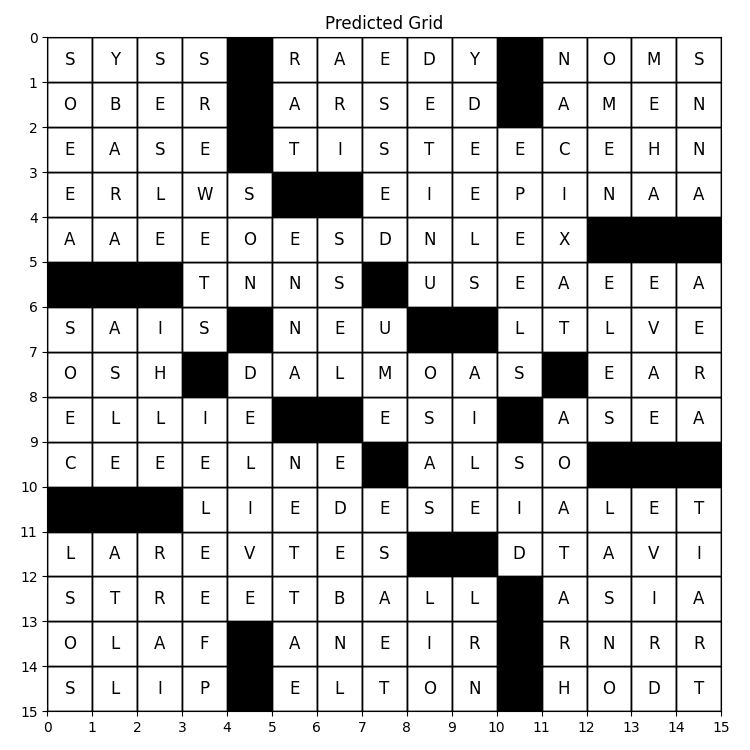 Predicted Grid
0 S Y S S R A E D Y N O M S
1 O B E R A R S E D A M E N
2 E A S E T I S T E E C E H N
3 E R L W S E I E P I N A A
4 A A E E O E S D N L E X
5 T N N S U S E A E E A
6 S A I S N E U L T L V E
7 O S H D A L M O A S E A R
8 E L L I E E S I A S E A
9 C E E E L N E A L S O
10 L I E D E S E I A L E T
11 L A R E V T E S D T A V I
12 S T R E E T B A L L A S I A
13 O L A F A N E I R R N R R
14 S L I P E L T O N H O D T
15
0 1 2 3 4 5 6 7 8 9 10 11 12 13 14 15